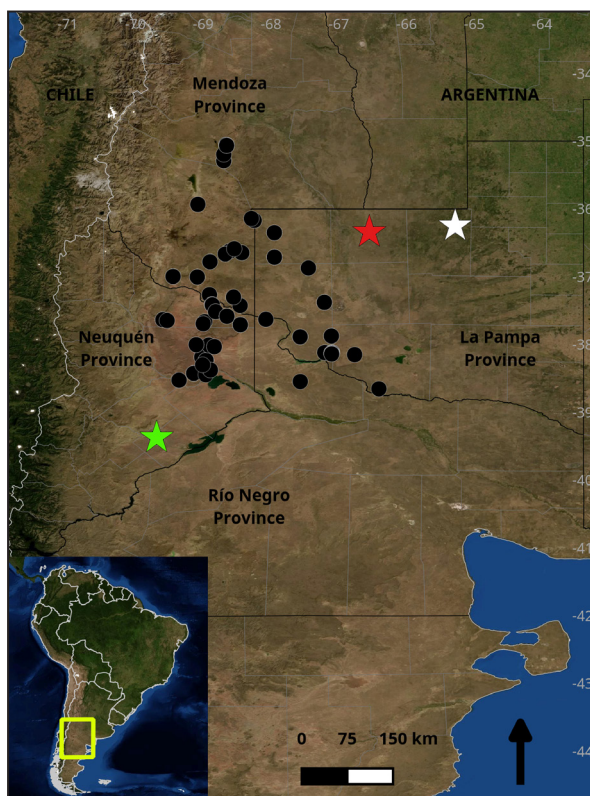 -71 -70 -69 -68 -67 -66 -65 -64
-34
Mendoza
Province
CHILE
ARGENTINA
-35
-36
-37
Neuquén
Province
La Pampa
Province
-38
-39
-40
Río Negro
Province
-41
-42
-43
0 75 150 km
-44